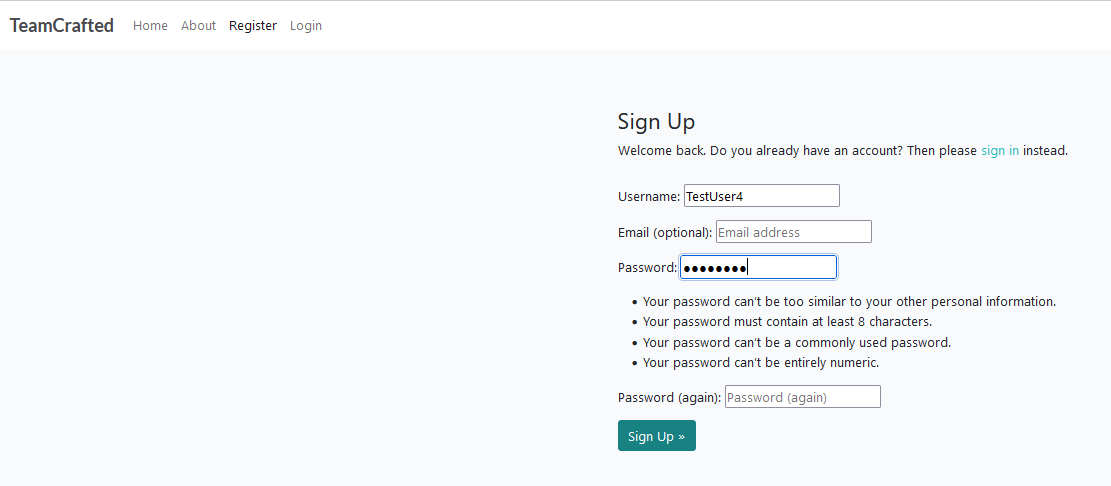 TeamCrafted Home About Register Login
Sign Up
Welcome back. Do you already have an account? Then please sign in instead.
Username: TestUser4
Email (optional): Email address
Password: ●●●●●●●●
• Your password can't be too similar to your other personal information.
• Your password must contain at least 8 characters.
• Your password can't be a commonly used password.
• Your password can't be entirely numeric.
Password (again): Password (again)
Sign Up »